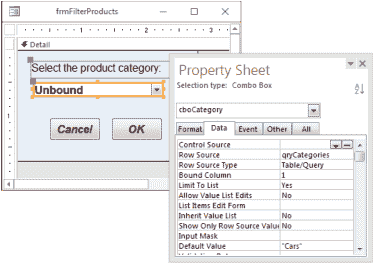 frmFilterProducts
1
2
3
Detail
Select the product category:
Unbound
Cancel
OK
Property Sheet
Selection type: Combo Box
cboCategory
Format Data Event Other All
Control Source
Row Source qryCategories
Row Source Type Table/Query
Bound Column 1
Limit To List Yes
Allow Value List Edits No
List Items Edit Form
Inherit Value List No
Show Only Row Source Value No
Input Mask
Default Value "Cars"